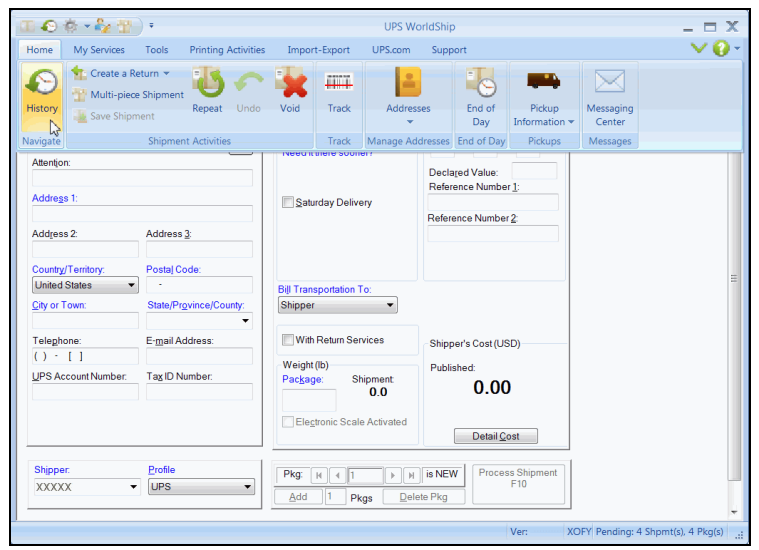 UPS WorldShip
Home My Services Tools Printing Activities Import-Export UPS.com Support
History
Create a Return
Multi-piece Shipment
Save Shipment
Repeat Undo Void Track Addresses End of Day Pickup Information Messaging Center
Navigate Shipment Activities Track Manage Addresses End of Day Pickups Messages
Attention:
Need it there sooner?
Declared Value:
Reference Number 1:
Address 1:
Saturday Delivery
Reference Number 2:
Address 2: Address 3:
Country/Territory: Postal Code:
United States -
Bill Transportation To:
Shipper
City or Town: State/Province/County:
Telephone: E-mail Address:
( ) - [ ]
With Return Services
Shipper's Cost (USD)
Weight (lb)
Package: Shipment:
0.0
Published:
0.00
UPS Account Number: Tax ID Number:
Electronic Scale Activated
Detail Cost
Shipper: Profile
XXXXX UPS
Pkg: 1 is NEW
Add 1 Pkgs Delete Pkg
Process Shipment
F10
Ver: XOFY Pending: 4 Shpmt(s), 4 Pkg(s)